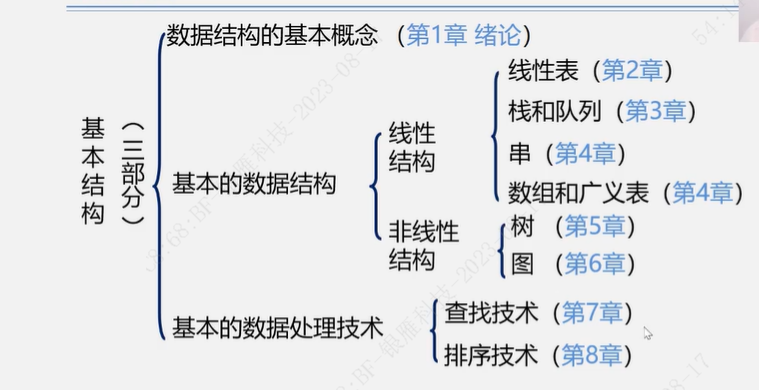 数据结构的基本概念（第1章 绪论）
基本结构
（三部分）
基本的数据结构
线性
结构
线性表（第2章）
栈和队列（第3章）
串（第4章）
数组和广义表（第4章）
非线性
结构
树（第5章）
图（第6章）
基本的数据处理技术
查找技术（第7章）
排序技术（第8章）